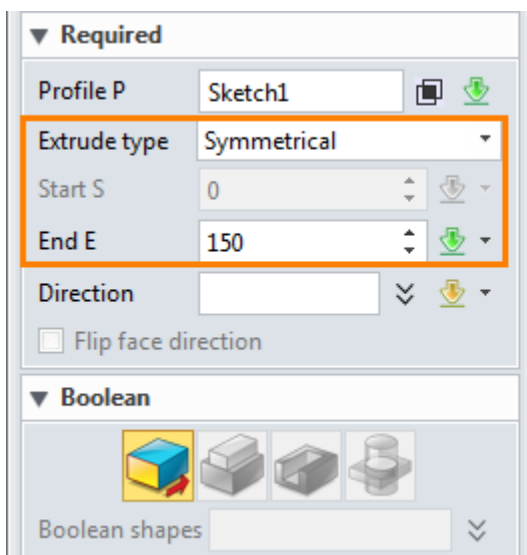 Required
Profile P Sketch1
Extrude type Symmetrical
Start S 0
End E 150
Direction
Flip face direction
Boolean
Boolean shapes